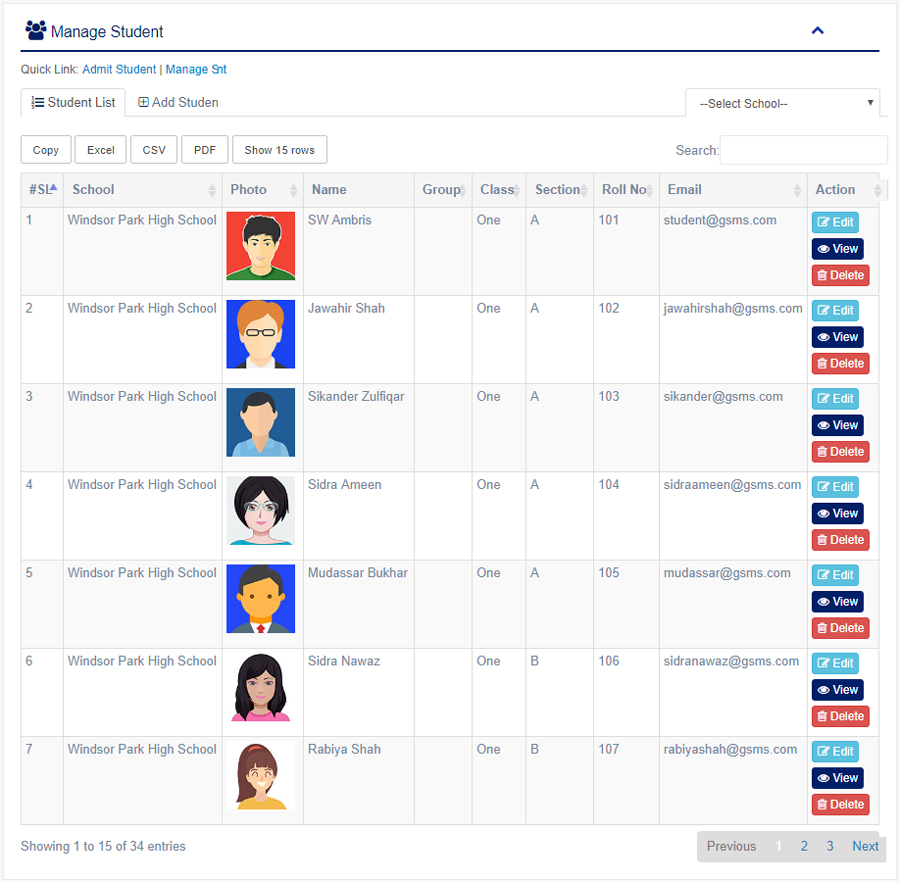 Manage Student
Quick Link: Admit Student | Manage Snt
Student List Add Studen --Select School--
Copy Excel CSV PDF Show 15 rows Search:
#SL School Photo Name Group Class Section Roll No Email Action
1 Windsor Park High School SW Ambris One A 101 student@gsms.com Edit
View
Delete
2 Windsor Park High School Jawahir Shah One A 102 jawahirshah@gsms.com Edit
View
Delete
3 Windsor Park High School Sikander Zulfiqar One A 103 sikander@gsms.com Edit
View
Delete
4 Windsor Park High School Sidra Ameen One A 104 sidraameen@gsms.com Edit
View
Delete
5 Windsor Park High School Mudassar Bukhar One A 105 mudassar@gsms.com Edit
View
Delete
6 Windsor Park High School Sidra Nawaz One B 106 sidranawaz@gsms.com Edit
View
Delete
7 Windsor Park High School Rabiya Shah One B 107 rabiyashah@gsms.com Edit
View
Delete
Showing 1 to 15 of 34 entries Previous 1 2 3 Next